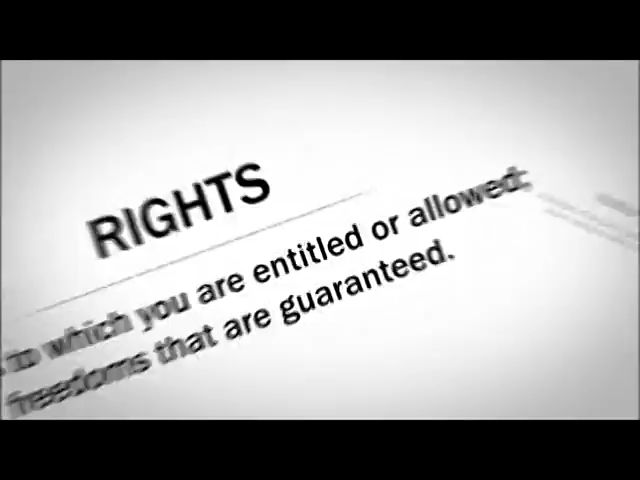 RIGHTS
to which you are entitled or allowed;
freedoms that are guaranteed.